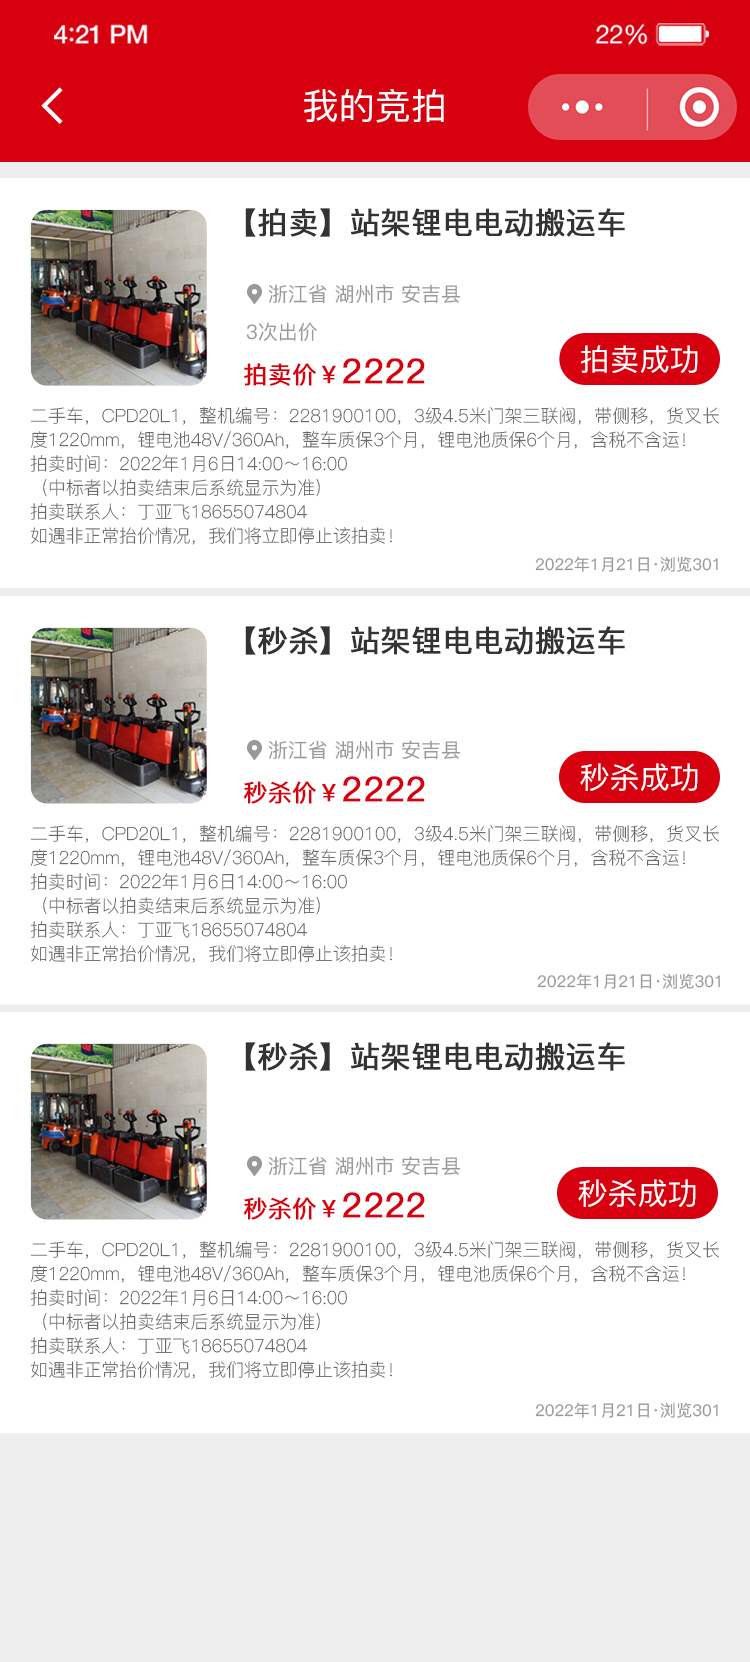 4:21 PM
22%
我的竞拍
【拍卖】站架锂电电动搬运车
浙江省 湖州市 安吉县
3次出价
拍卖价 ¥ 2222
拍卖成功
二手车，CPD20L1，整机编号：2281900100，3级4.5米门架三联阀，带侧移，货叉长
度1220mm，锂电池48V/360Ah，整车质保3个月，锂电池质保6个月，含税不含运！
拍卖时间：2022年1月6日14:00～16:00
（中标者以拍卖结束后系统显示为准）
拍卖联系人：丁亚飞18655074804
如遇非正常抬价情况，我们将立即停止该拍卖！
2022年1月21日·浏览301
【秒杀】站架锂电电动搬运车
浙江省 湖州市 安吉县
秒杀价 ¥ 2222
秒杀成功
二手车，CPD20L1，整机编号：2281900100，3级4.5米门架三联阀，带侧移，货叉长
度1220mm，锂电池48V/360Ah，整车质保3个月，锂电池质保6个月，含税不含运！
拍卖时间：2022年1月6日14:00～16:00
（中标者以拍卖结束后系统显示为准）
拍卖联系人：丁亚飞18655074804
如遇非正常抬价情况，我们将立即停止该拍卖！
2022年1月21日·浏览301
【秒杀】站架锂电电动搬运车
浙江省 湖州市 安吉县
秒杀价 ¥ 2222
秒杀成功
二手车，CPD20L1，整机编号：2281900100，3级4.5米门架三联阀，带侧移，货叉长
度1220mm，锂电池48V/360Ah，整车质保3个月，锂电池质保6个月，含税不含运！
拍卖时间：2022年1月6日14:00～16:00
（中标者以拍卖结束后系统显示为准）
拍卖联系人：丁亚飞18655074804
如遇非正常抬价情况，我们将立即停止该拍卖！
2022年1月21日·浏览301